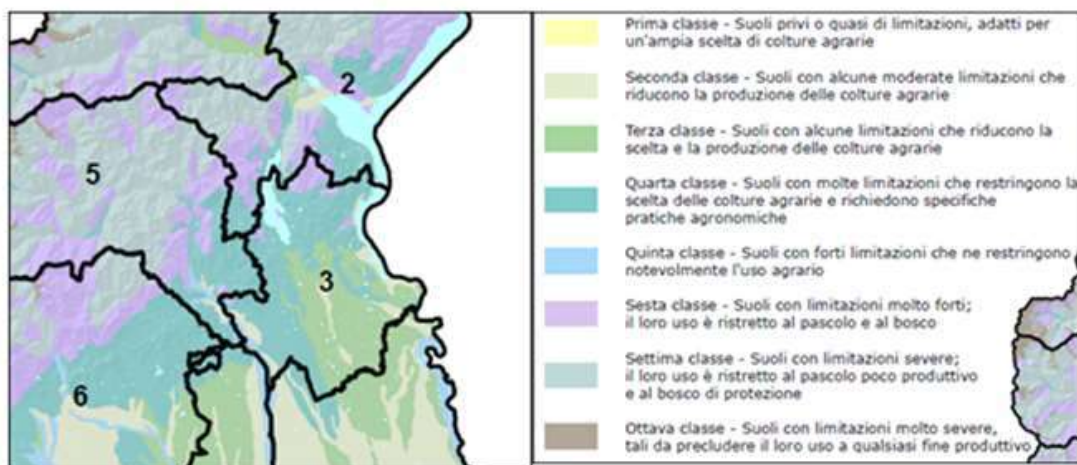 2
5
3
6
Prima classe - Suoli privi o quasi di limitazioni, adatti per
un'ampia scelta di colture agrarie
Seconda classe - Suoli con alcune moderate limitazioni che
riducono la produzione delle colture agrarie
Terza classe - Suoli con alcune limitazioni che riducono la
scelta e la produzione delle colture agrarie
Quarta classe - Suoli con molte limitazioni che restringono la
scelta delle colture agrarie e richiedono specifiche
pratiche agronomiche
Quinta classe - Suoli con forti limitazioni che ne restringono
notevolmente l'uso agrario
Sesta classe - Suoli con limitazioni molto forti;
il loro uso è ristretto al pascolo e al bosco
Settima classe - Suoli con limitazioni severe;
il loro uso è ristretto al pascolo poco produttivo
e al bosco di protezione
Ottava classe - Suoli con limitazioni molto severe,
tali da precludere il loro uso a qualsiasi fine produttivo